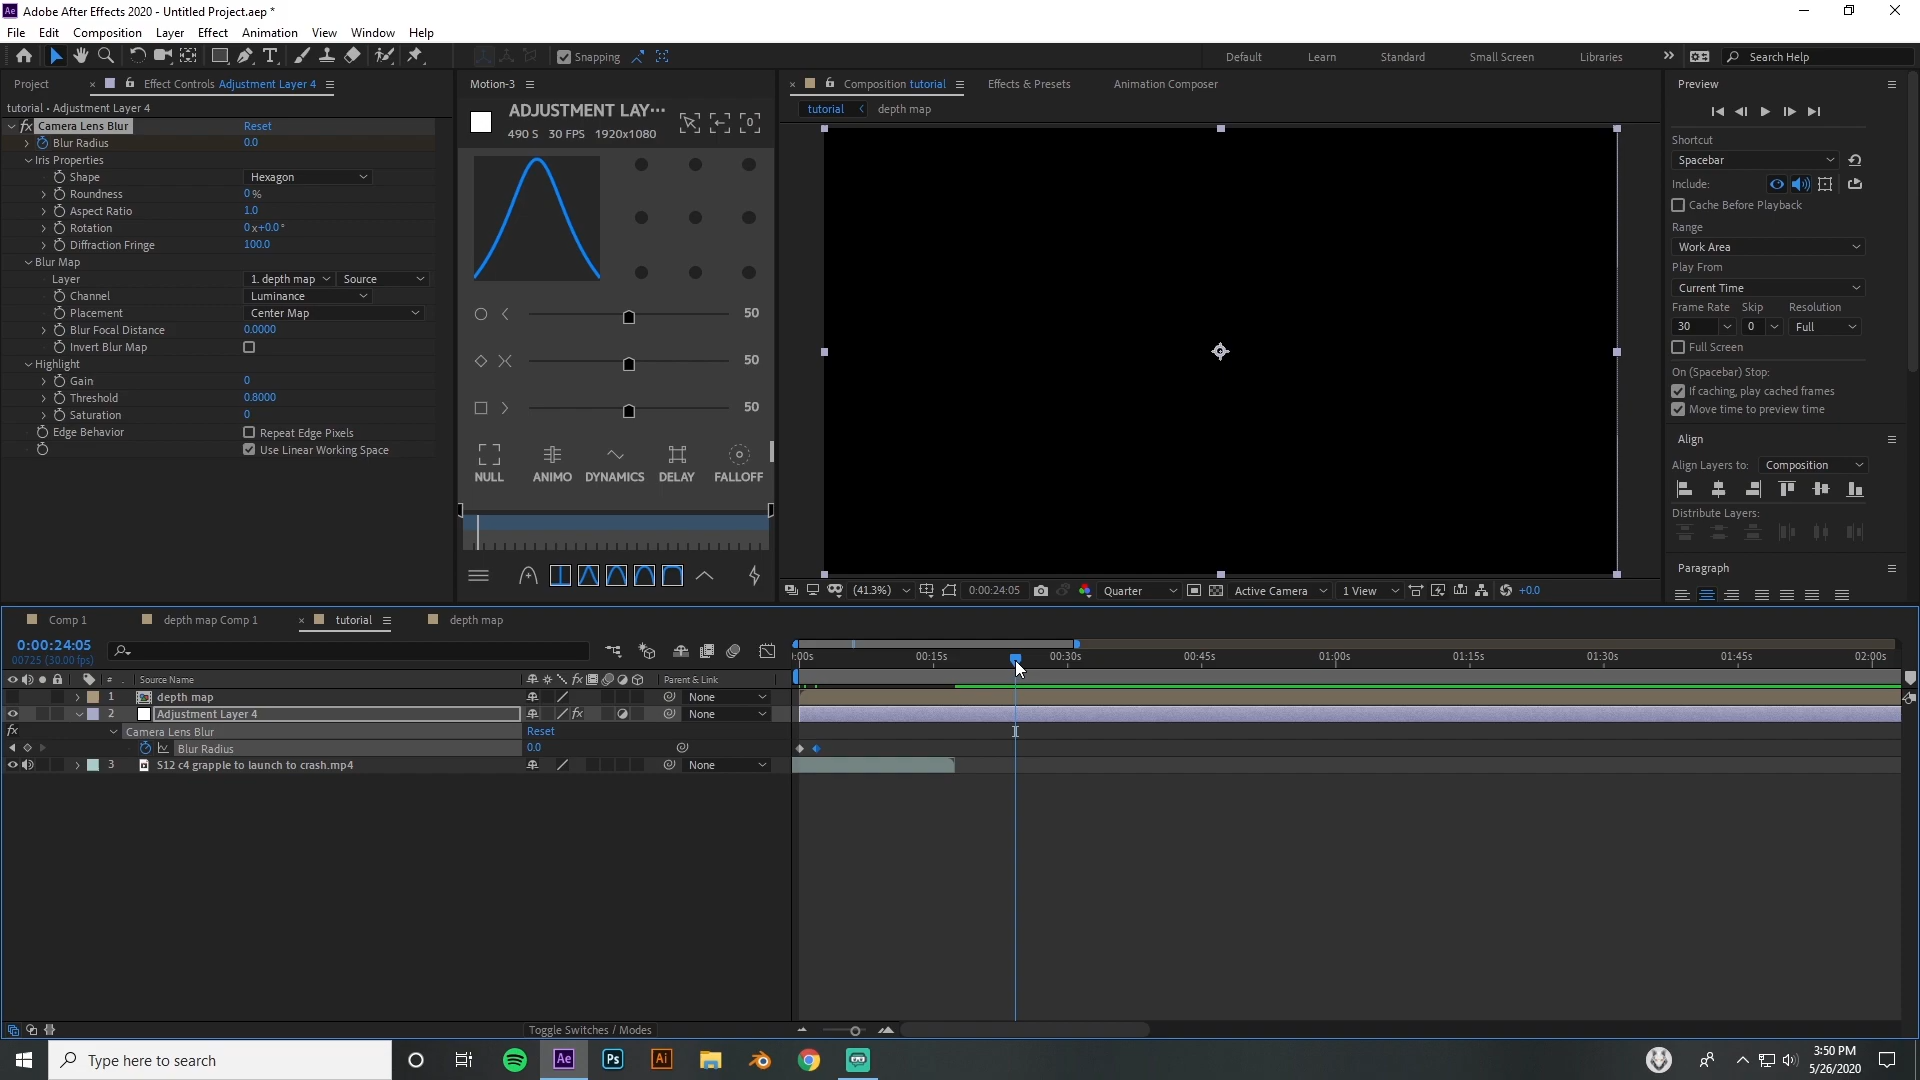 Ae Adobe After Effects 2020 - Untitled Project.aep *
File Edit Composition Layer Effect Animation View Window Help
Snapping Default Learn Standard Small Screen Libraries Search Help
Project Effect Controls Adjustment Layer 4
tutorial • Adjustment Layer 4
fx Camera Lens Blur Reset
Blur Radius 0.0
Iris Properties
Shape Hexagon
Roundness 0 %
Aspect Ratio 1.0
Rotation 0 x+0.0 °
Diffraction Fringe 100.0
Blur Map
Layer 1. depth map Source
Channel Luminance
Placement Center Map
Blur Focal Distance 0.0000
Invert Blur Map
Highlight
Gain 0
Threshold 0.8000
Saturation 0
Edge Behavior Repeat Edge Pixels
Use Linear Working Space
Motion-3
ADJUSTMENT LAY···
490 S 30 FPS 1920x1080
50
50
50
NULL ANIMO DYNAMICS DELAY FALLOFF
Composition tutorial Effects & Presets Animation Composer
tutorial depth map
(41.3%) 0:00:24:05 Quarter Active Camera 1 View +0.0
Preview
Shortcut
Spacebar
Include:
Cache Before Playback
Range
Work Area
Play From
Current Time
Frame Rate Skip Resolution
30 0 Full
Full Screen
On (Spacebar) Stop:
If caching, play cached frames
Move time to preview time
Align
Align Layers to: Composition
Distribute Layers:
Paragraph
Comp 1 depth map Comp 1 tutorial depth map
0:00:24:05
00725 (30.00 fps)
:00s 00:15s 00:30s 00:45s 01:00s 01:15s 01:30s 01:45s 02:00s
# Source Name fx Parent & Link
1 depth map None
2 Adjustment Layer 4 fx None
fx Camera Lens Blur Reset
Blur Radius 0.0
3 S12 c4 grapple to launch to crash.mp4 None
Toggle Switches / Modes
Type here to search Ae Ps Ai
3:50 PM
5/26/2020